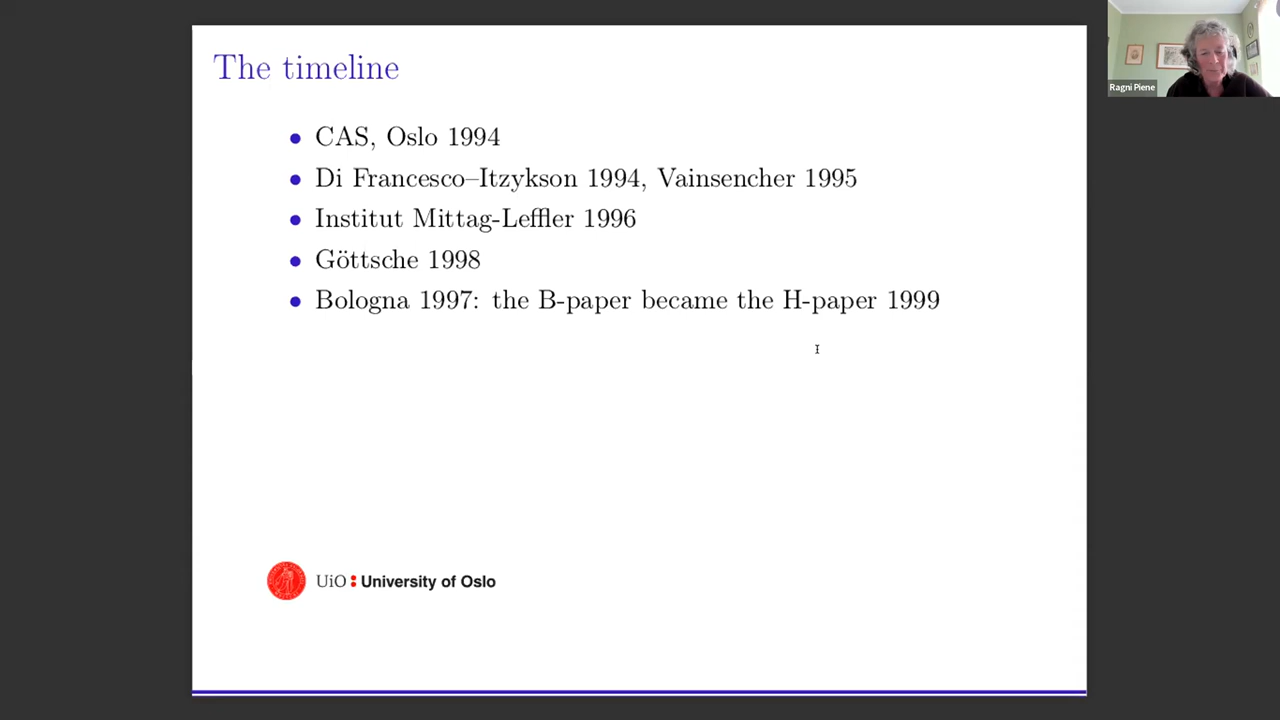 The timeline
• CAS, Oslo 1994
• Di Francesco–Itzykson 1994, Vainsencher 1995
• Institut Mittag-Leffler 1996
• Göttsche 1998
• Bologna 1997: the B-paper became the H-paper 1999
UiO : University of Oslo
Ragni Piene